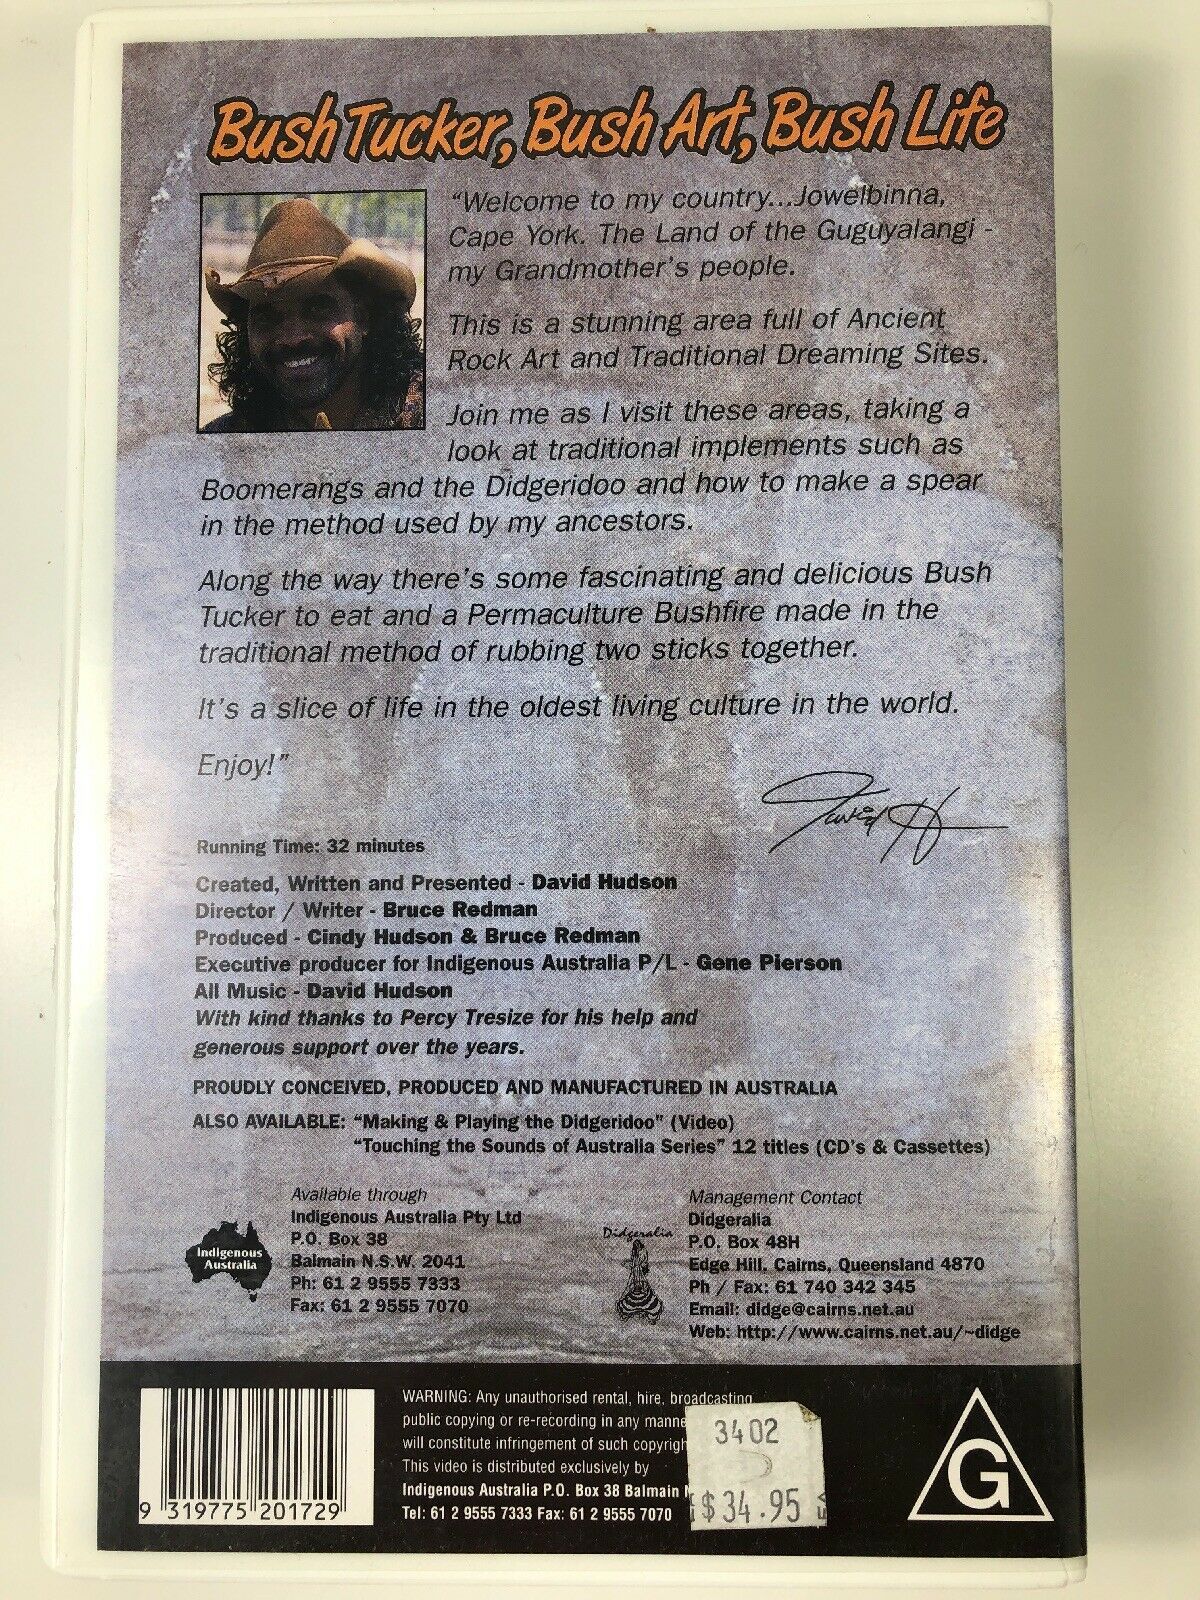 Bush Tucker, Bush Art, Bush Life
"Welcome to my country...Jowelbinna,
Cape York. The Land of the Guguyalangi -
my Grandmother's people.
This is a stunning area full of Ancient
Rock Art and Traditional Dreaming Sites.
Join me as I visit these areas, taking a
look at traditional implements such as
Boomerangs and the Didgeridoo and how to make a spear
in the method used by my ancestors.
Along the way there's some fascinating and delicious Bush
Tucker to eat and a Permaculture Bushfire made in the
traditional method of rubbing two sticks together.
It's a slice of life in the oldest living culture in the world.
Enjoy!"
David H
Running Time: 32 minutes
Created, Written and Presented - David Hudson
Director / Writer - Bruce Redman
Produced - Cindy Hudson & Bruce Redman
Executive producer for Indigenous Australia P/L - Gene Pierson
All Music - David Hudson
With kind thanks to Percy Tresize for his help and
generous support over the years.
PROUDLY CONCEIVED, PRODUCED AND MANUFACTURED IN AUSTRALIA
ALSO AVAILABLE: "Making & Playing the Didgeridoo" (Video)
"Touching the Sounds of Australia Series" 12 titles (CD's & Cassettes)
Indigenous
Australia
Available through
Indigenous Australia Pty Ltd
P.O. Box 38
Balmain N.S.W. 2041
Ph: 61 2 9555 7333
Fax: 61 2 9555 7070
Didgeralia
Management Contact
Didgeralia
P.O. Box 48H
Edge Hill, Cairns, Queensland 4870
Ph / Fax: 61 740 342 345
Email: didge@cairns.net.au
Web: http://www.cairns.net.au/~didge
9 319775 201729
WARNING: Any unauthorised rental, hire, broadcasting,
public copying or re-recording in any manne
will constitute infringement of such copyrigh
This video is distributed exclusively by
Indigenous Australia P.O. Box 38 Balmain N
Tel: 61 2 9555 7333 Fax: 61 2 9555 7070
3402
$34.95
G